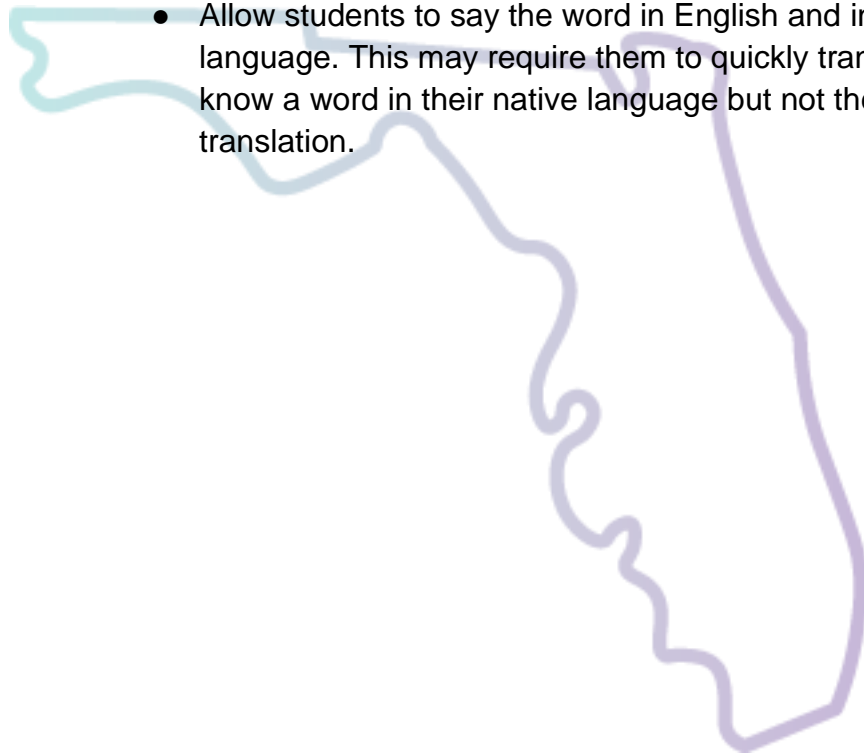 ● Allow students to say the word in English and in
language. This may require them to quickly tran
know a word in their native language but not the
translation.